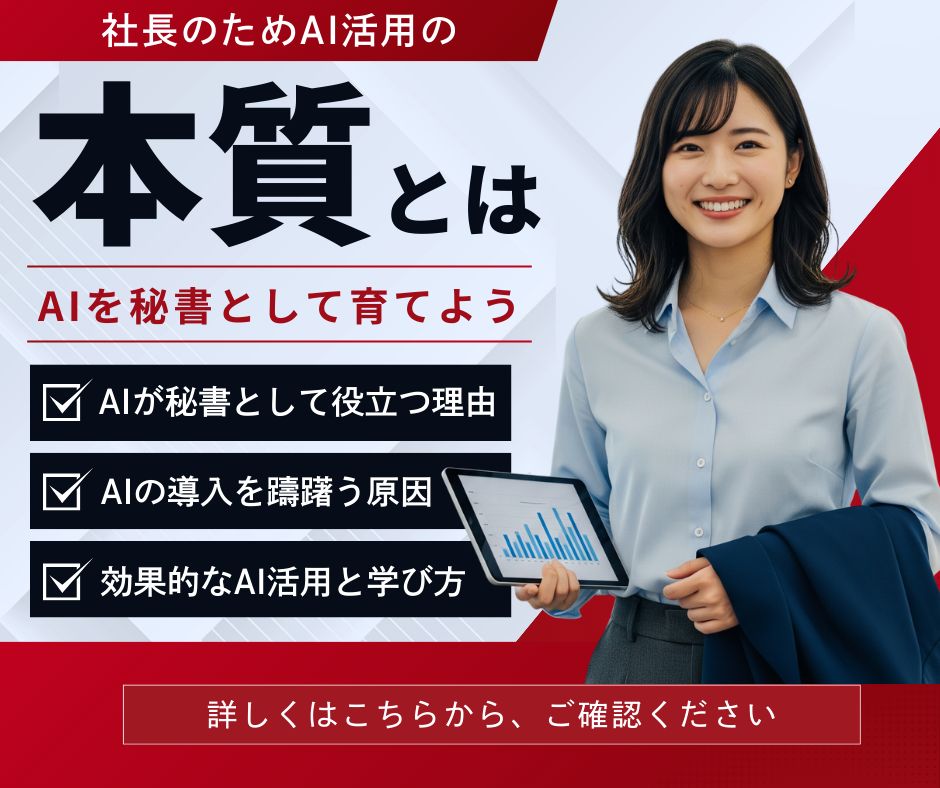 社長のためAI活用の
本質とは
AIを秘書として育てよう
AIが秘書として役立つ理由
AIの導入を躊躇う原因
効果的なAI活用と学び方
詳しくはこちらから、ご確認ください